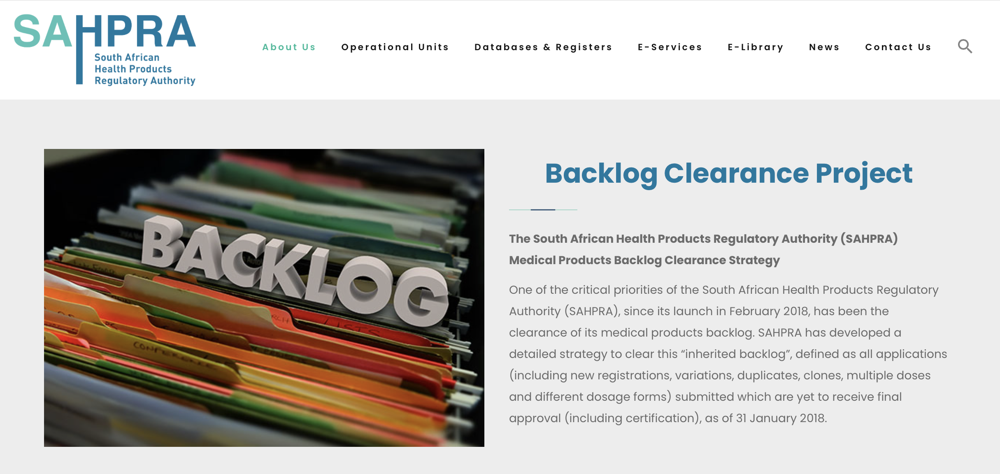 SAHPRA
South African
Health Products
Regulatory Authority
About Us
Operational Units
Databases & Registers
E-Services
E-Library
News
Contact Us
BACKLOG
LISTS
CONFERENCE
Backlog Clearance Project
The South African Health Products Regulatory Authority (SAHPRA)
Medical Products Backlog Clearance Strategy
One of the critical priorities of the South African Health Products Regulatory
Authority (SAHPRA), since its launch in February 2018, has been the
clearance of its medical products backlog. SAHPRA has developed a
detailed strategy to clear this “inherited backlog”, defined as all applications
(including new registrations, variations, duplicates, clones, multiple doses
and different dosage forms) submitted which are yet to receive final
approval (including certification), as of 31 January 2018.